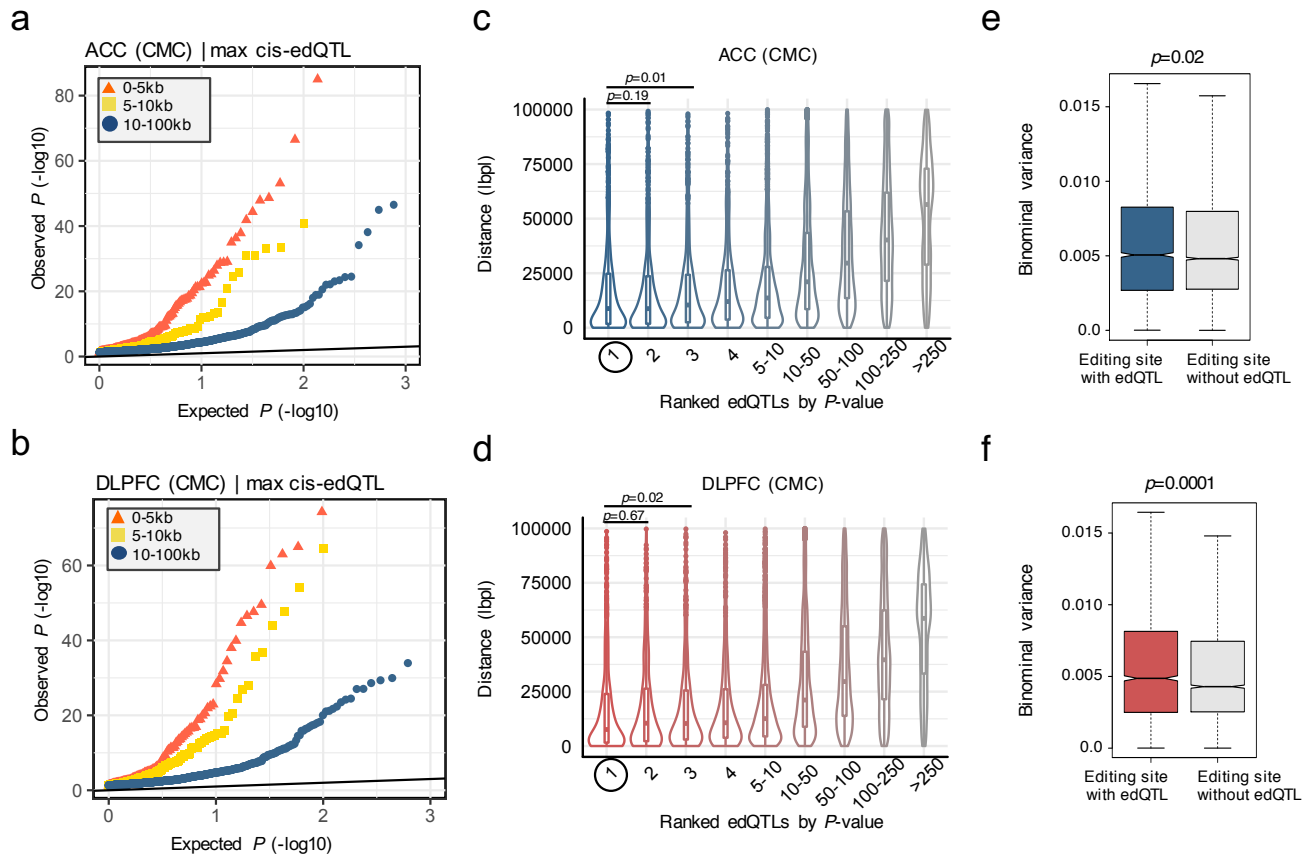 a
ACC (CMC) | max cis-edQTL
0-5kb
5-10kb
10-100kb
80
60
40
20
0
Observed P (-log10)
0
1
2
3
Expected P (-log10)
b
DLPFC (CMC) | max cis-edQTL
0-5kb
5-10kb
10-100kb
60
40
20
0
Observed P (-log10)
0
1
2
3
Expected P (-log10)
c
ACC (CMC)
p=0.01
p=0.19
100000
75000
50000
25000
0
Distance (lbpl)
1
2
3
4
5-10
10-50
50-100
100-250
>250
Ranked edQTLs by P-value
d
DLPFC (CMC)
p=0.02
p=0.67
100000
75000
50000
25000
0
Distance (lbpl)
1
2
3
4
5-10
10-50
50-100
100-250
>250
Ranked edQTLs by P-value
e
p=0.02
0.015
0.010
0.005
0.0
Binominal variance
Editing site
with edQTL
Editing site
without edQTL
f
p=0.0001
0.015
0.010
0.005
0.0
Binominal variance
Editing site
with edQTL
Editing site
without edQTL